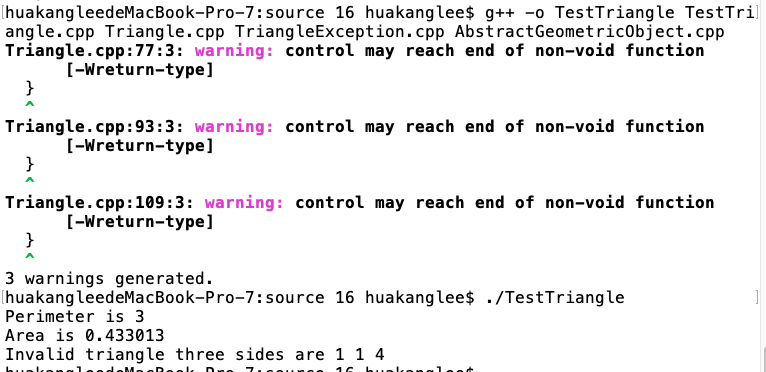 [huakangleedeMacBook-Pro-7:source 16 huakanglee$ g++ -o TestTriangle TestTri]
angle.cpp Triangle.cpp TriangleException.cpp AbstractGeometricObject.cpp
Triangle.cpp:77:3: warning: control may reach end of non-void function
[-Wreturn-type]
}
^
Triangle.cpp:93:3: warning: control may reach end of non-void function
[-Wreturn-type]
}
^
Triangle.cpp:109:3: warning: control may reach end of non-void function
[-Wreturn-type]
}
^
3 warnings generated.
[huakangleedeMacBook-Pro-7:source 16 huakanglee$ ./TestTriangle ]
Perimeter is 3
Area is 0.433013
Invalid triangle three sides are 1 1 4
huakangleedeMacBook-Pro-7:source 16 huakanglee$